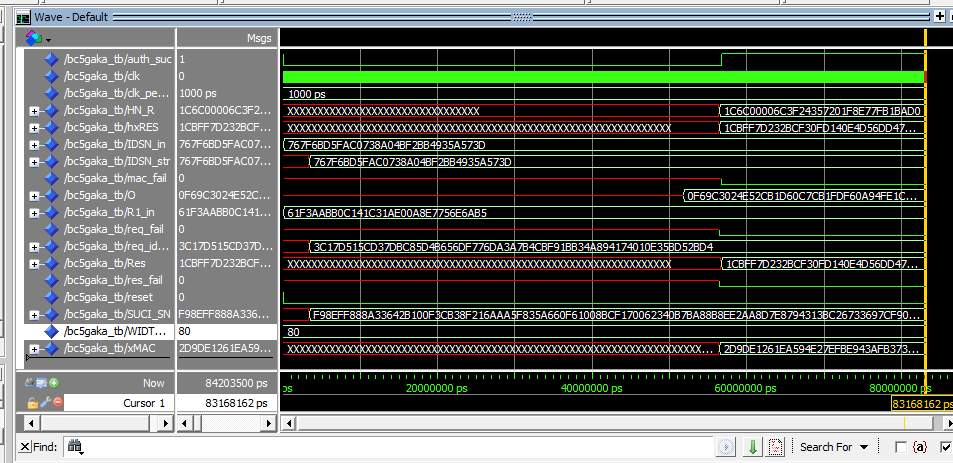 Wave - Default
Msgs
/bc5gaka_tb/auth_suc 1
/bc5gaka_tb/clk 0
/bc5gaka_tb/clk_pe... 1000 ps 1000 ps
/bc5gaka_tb/HN_R 1C6C00006C3F2... 1C6C00006C3F24357201F8E77FB1BAD0
/bc5gaka_tb/hxRES 1CBFF7D232BCF... 1CBFF7D232BCF30FD140E4D56DD47...
/bc5gaka_tb/IDSN_in 767F6BD5FAC07... 767F6BD5FAC0738A04BF2BB4935A573D
/bc5gaka_tb/IDSN_str 767F6BD5FAC07... 767F6BD5FAC0738A04BF2BB4935A573D
/bc5gaka_tb/mac_fail 0
/bc5gaka_tb/O 0F69C3024E52C... 0F69C3024E52CB1D60C7CB1FDF60A94FE1C...
/bc5gaka_tb/R1_in 61F3AABB0C141... 61F3AABB0C141C31AE00A8E7756E6AB5
/bc5gaka_tb/req_fail 0
/bc5gaka_tb/req_id... 3C17D515CD37D... 3C17D515CD37DBC85D4B656DF776DA3A7B4CBF91BB34A894174010E35BD52BD4
/bc5gaka_tb/Res 1CBFF7D232BCF... 1CBFF7D232BCF30FD140E4D56DD47...
/bc5gaka_tb/res_fail 0
/bc5gaka_tb/reset 0
/bc5gaka_tb/SUCI_SN F98EFF888A336... F98EFF888A33642B100F3CB38F216AAA5F835A660F61008BCF170062340B7BA88B8EE2AA8D7E8794313BC26733697CF90...
/bc5gaka_tb/WIDT... 80 80
/bc5gaka_tb/xMAC 2D9DE1261EA59... 2D9DE1261EA594E27EFBE943AFB373...
Now 84203500 ps ps 20000000 ps 40000000 ps 60000000 ps 80000000 ps
Cursor 1 83168162 ps 83168162 ps
Find: Search For {a}